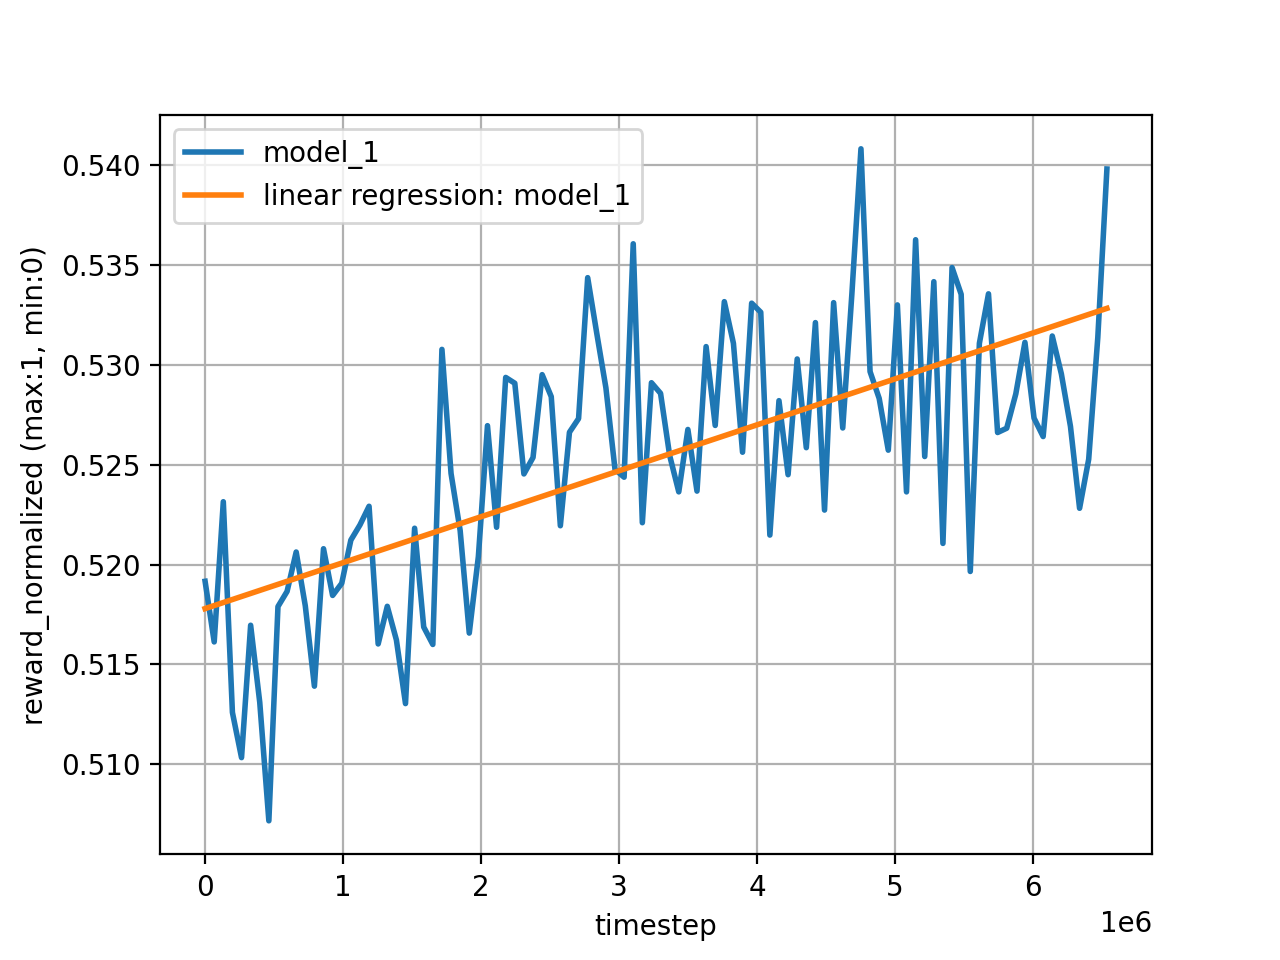 model_1
linear regression: model_1
reward_normalized (max:1, min:0)
0.540
0.535
0.530
0.525
0.520
0.515
0.510
0 1 2 3 4 5 6
1e6
timestep